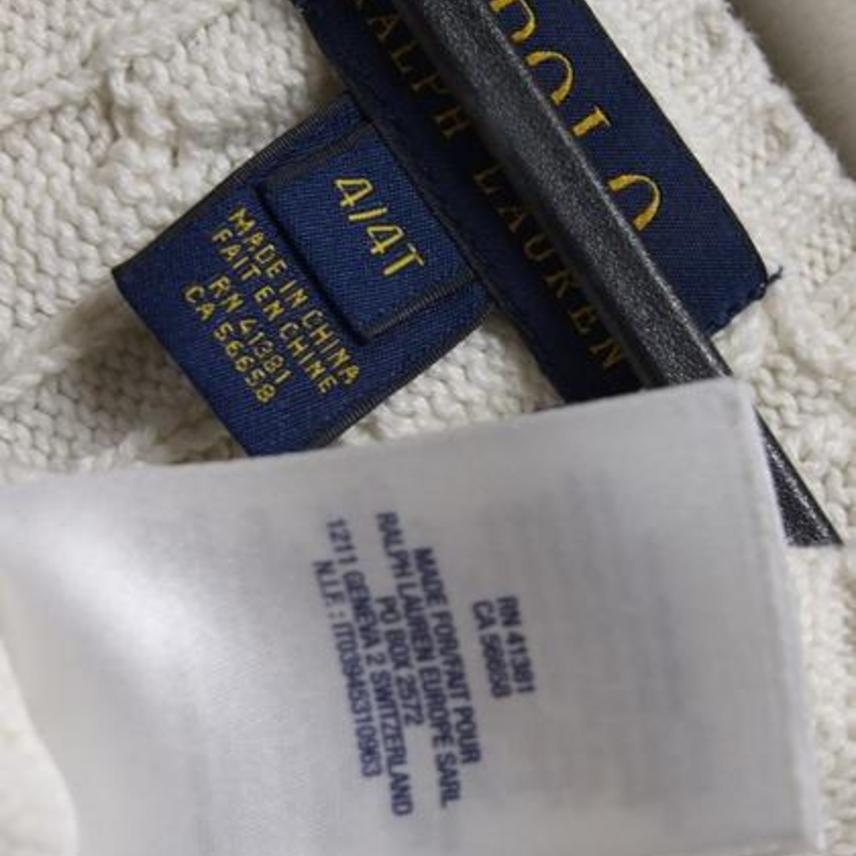 POLO
RALPH LAUREN
4/4T
MADE IN CHINA
FAIT EN CHINE
RN 41381
CA 56658
RN 41381
CA 56658
MADE FOR/FAIT POUR
RALPH LAUREN EUROPE SARL
PO BOX 2572
1211 GENEVA 2 SWITZERLAND
N.I.F. : IT03945310963